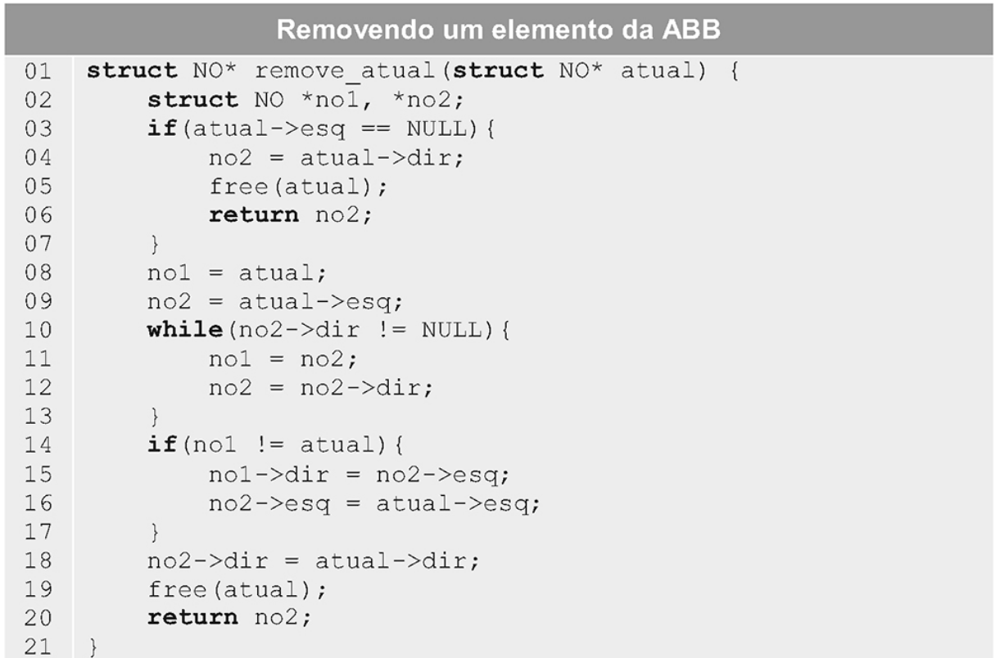 Removendo um elemento da ABB
01 struct NO* remove_atual(struct NO* atual) {
02     struct NO *no1, *no2;
03     if(atual->esq == NULL){
04         no2 = atual->dir;
05         free(atual);
06         return no2;
07     }
08     no1 = atual;
09     no2 = atual->esq;
10     while(no2->dir != NULL){
11         no1 = no2;
12         no2 = no2->dir;
13     }
14     if(no1 != atual){
15         no1->dir = no2->esq;
16         no2->esq = atual->esq;
17     }
18     no2->dir = atual->dir;
19     free(atual);
20     return no2;
21 }